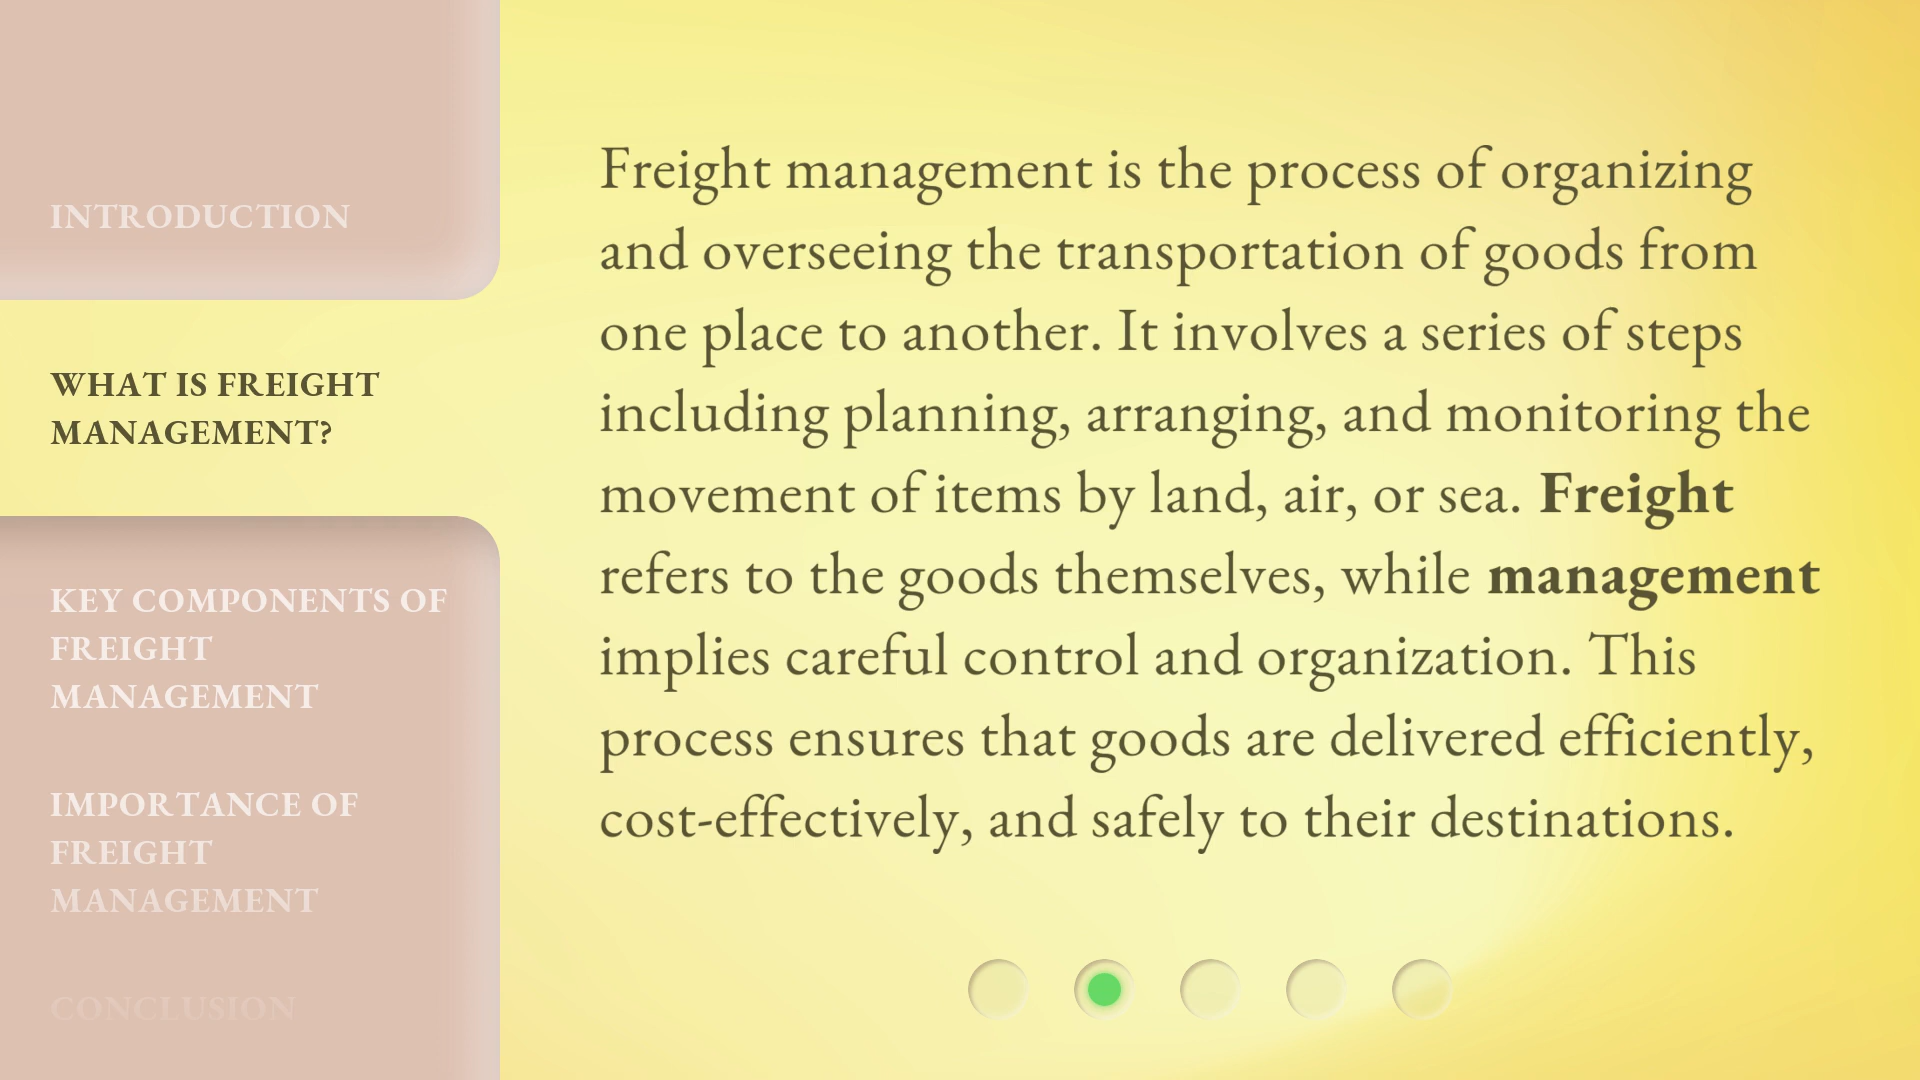 INTRODUCTION
WHAT IS FREIGHT
MANAGEMENT?
KEY COMPONENTS OF
FREIGHT
MANAGEMENT
IMPORTANCE OF
FREIGHT
MANAGEMENT
CONCLUSION
Freight management is the process of organizing
and overseeing the transportation of goods from
one place to another. It involves a series of steps
including planning, arranging, and monitoring the
movement of items by land, air, or sea. Freight
refers to the goods themselves, while management
implies careful control and organization. This
process ensures that goods are delivered efficiently,
cost-effectively, and safely to their destinations.